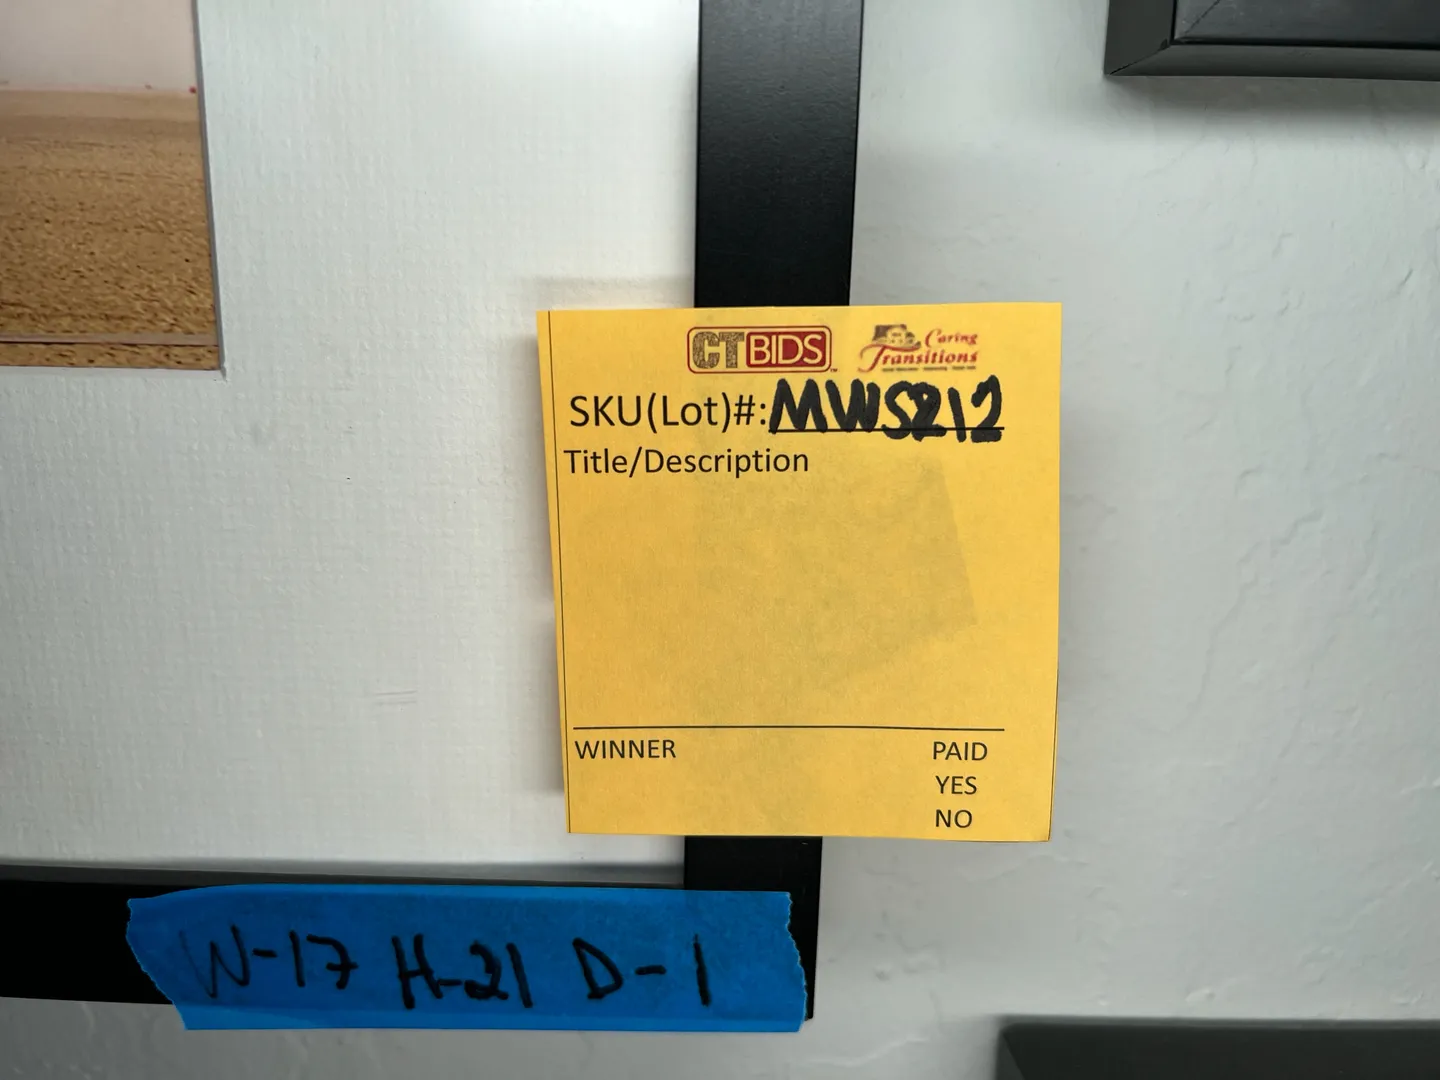 CTBIDS
Caring Transitions
SKU(Lot)#: MWS212
Title/Description
WINNER
PAID
YES
NO
W-17 H-21 D-1